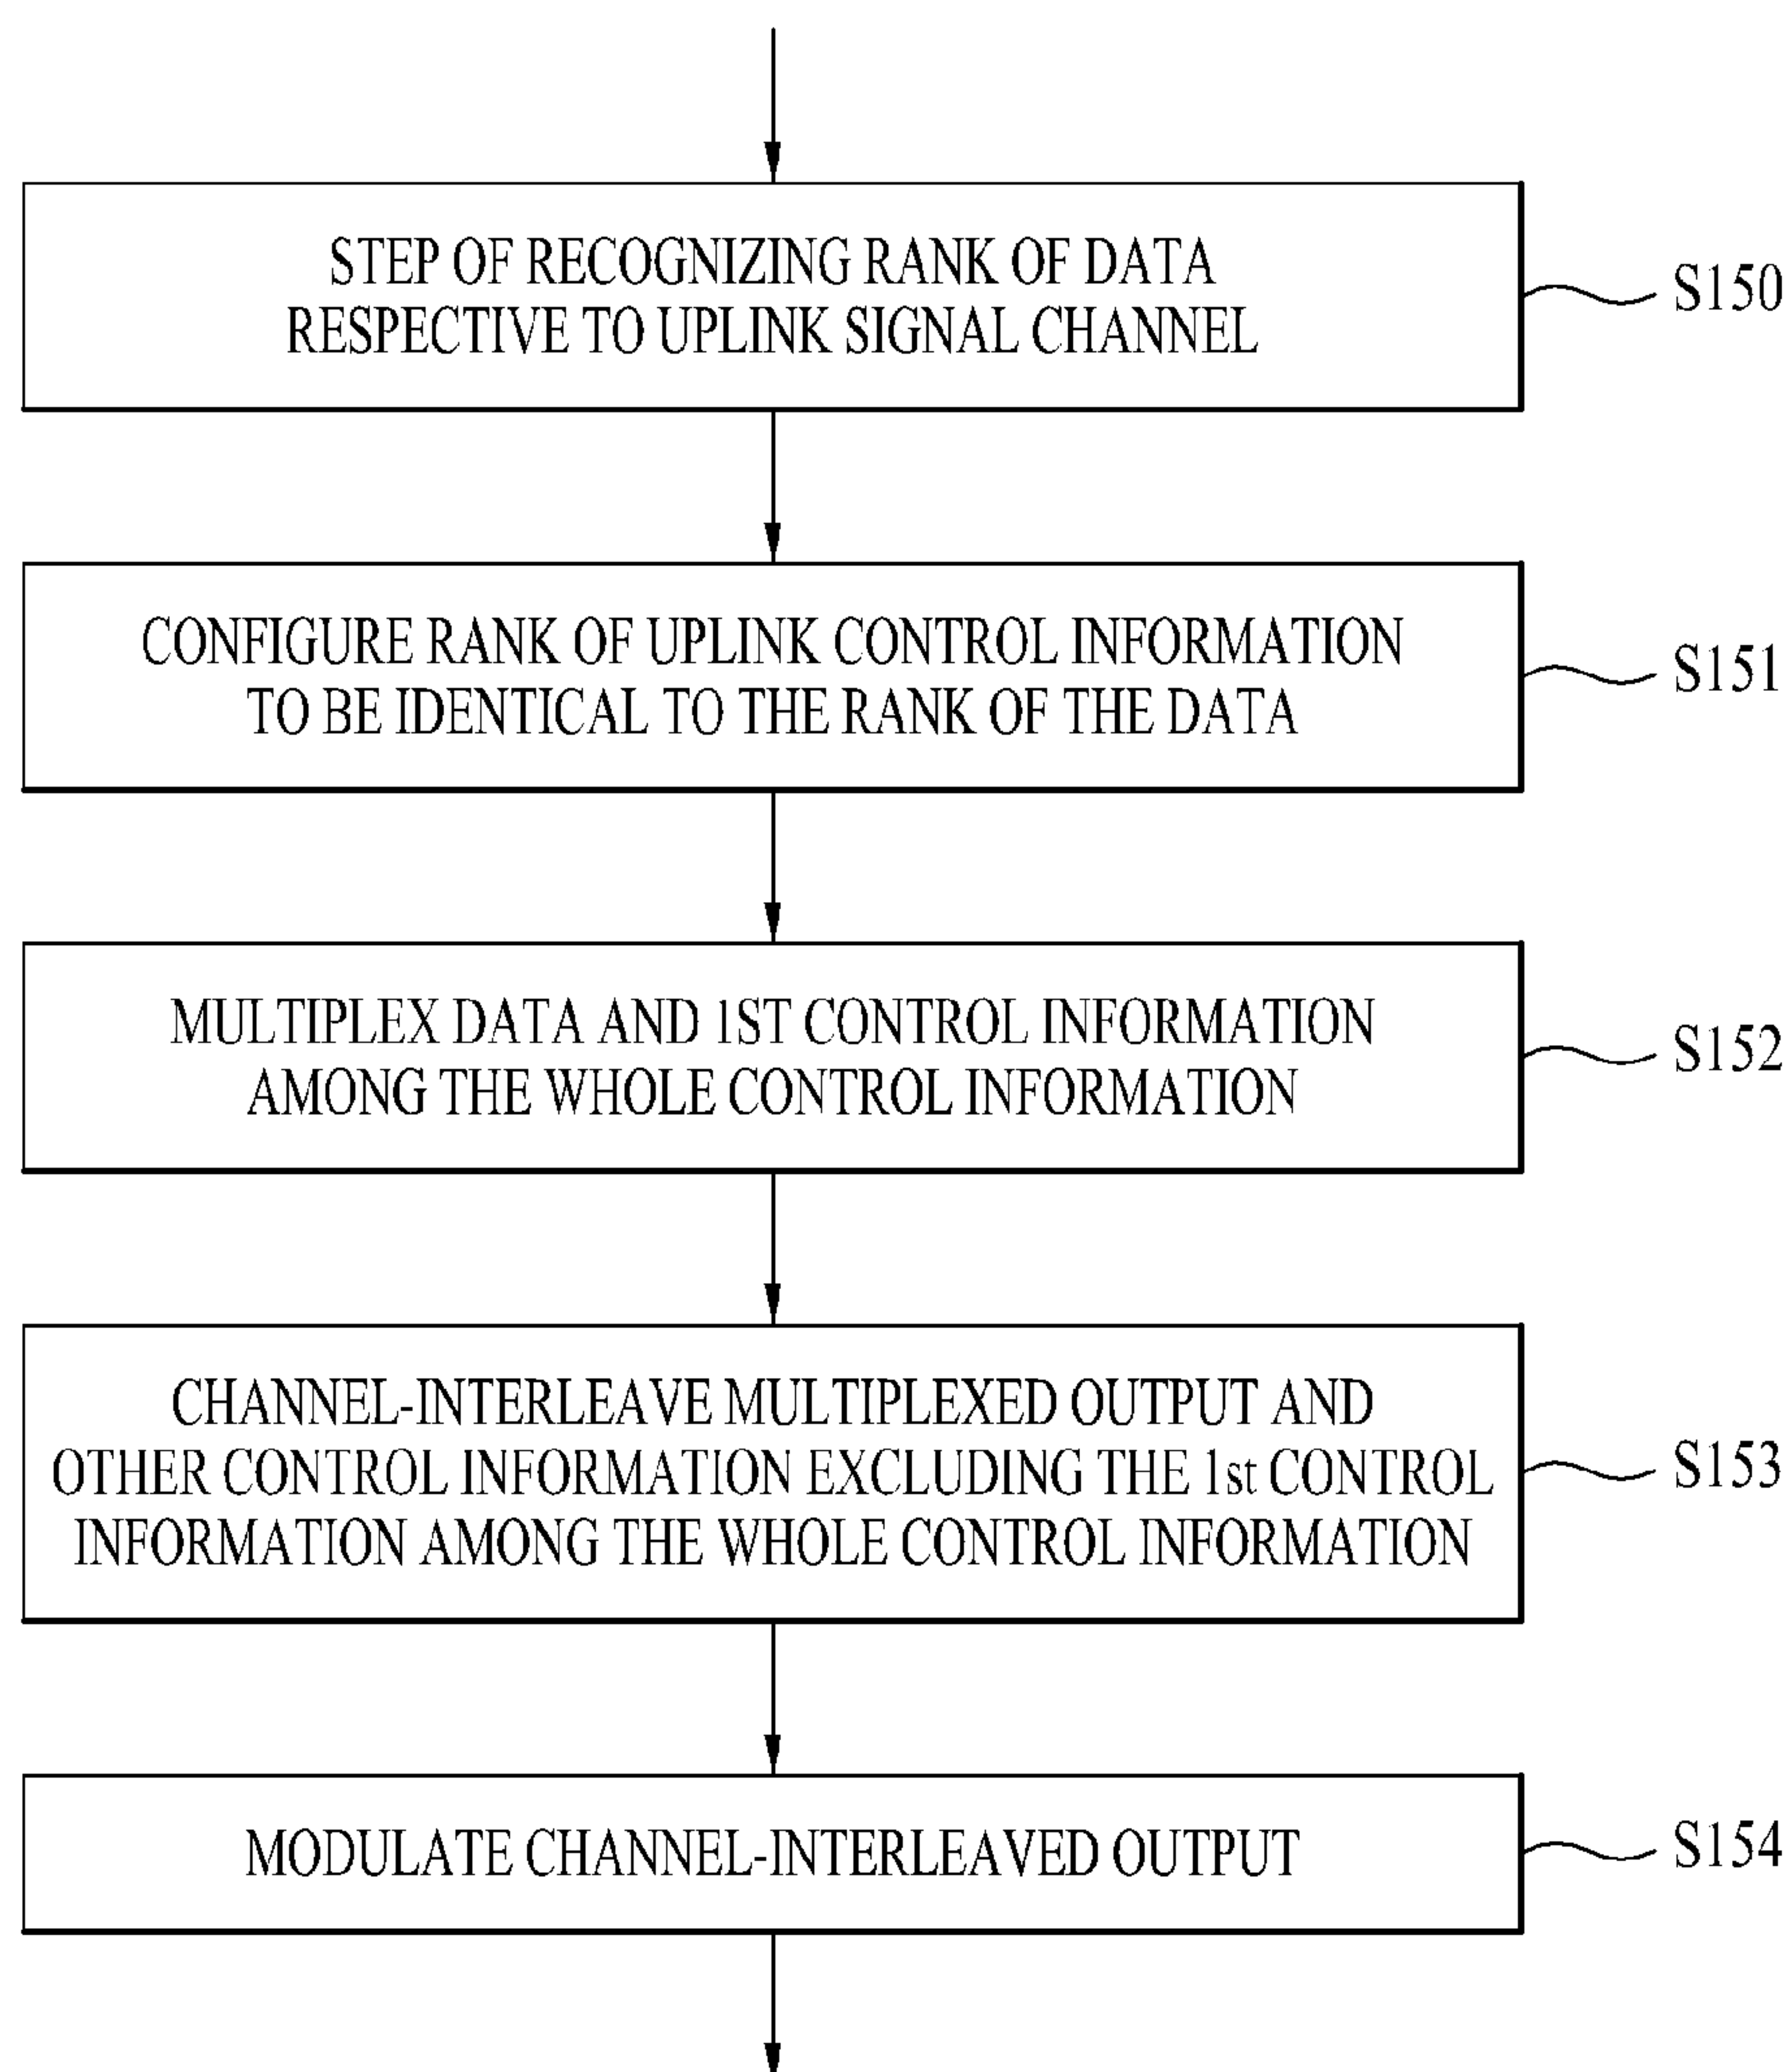 STEP OF RECOGNIZING RANK OF DATA
RESPECTIVE TO UPLINK SIGNAL CHANNEL
S150
CONFIGURE RANK OF UPLINK CONTROL INFORMATION
TO BE IDENTICAL TO THE RANK OF THE DATA
S151
MULTIPLEX DATA AND 1ST CONTROL INFORMATION
AMONG THE WHOLE CONTROL INFORMATION
S152
CHANNEL-INTERLEAVE MULTIPLEXED OUTPUT AND
OTHER CONTROL INFORMATION EXCLUDING THE 1st CONTROL
INFORMATION AMONG THE WHOLE CONTROL INFORMATION
S153
MODULATE CHANNEL-INTERLEAVED OUTPUT
S154